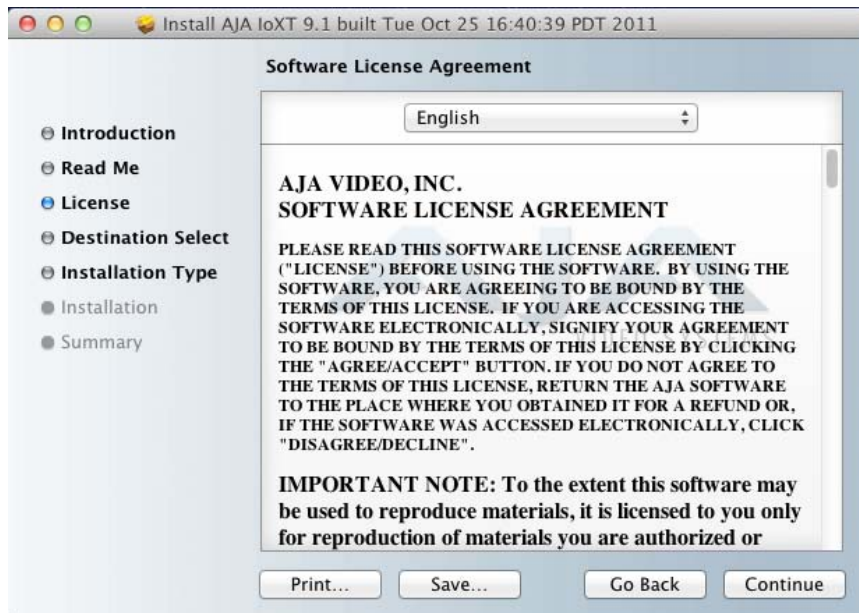 Install AJA IoXT 9.1 built Tue Oct 25 16:40:39 PDT 2011
Software License Agreement
Introduction
Read Me
License
Destination Select
Installation Type
Installation
Summary
English
AJA VIDEO, INC.
SOFTWARE LICENSE AGREEMENT
PLEASE READ THIS SOFTWARE LICENSE AGREEMENT
("LICENSE") BEFORE USING THE SOFTWARE. BY USING THE
SOFTWARE, YOU ARE AGREEING TO BE BOUND BY THE
TERMS OF THIS LICENSE. IF YOU ARE ACCESSING THE
SOFTWARE ELECTRONICALLY, SIGNIFY YOUR AGREEMENT
TO BE BOUND BY THE TERMS OF THIS LICENSE BY CLICKING
THE "AGREE/ACCEPT" BUTTON. IF YOU DO NOT AGREE TO
THE TERMS OF THIS LICENSE, RETURN THE AJA SOFTWARE
TO THE PLACE WHERE YOU OBTAINED IT FOR A REFUND OR,
IF THE SOFTWARE WAS ACCESSED ELECTRONICALLY, CLICK
"DISAGREE/DECLINE".
IMPORTANT NOTE: To the extent this software may
be used to reproduce materials, it is licensed to you only
for reproduction of materials you are authorized or
AJA
VIDEO SYSTEMS
Print...
Save...
Go Back
Continue